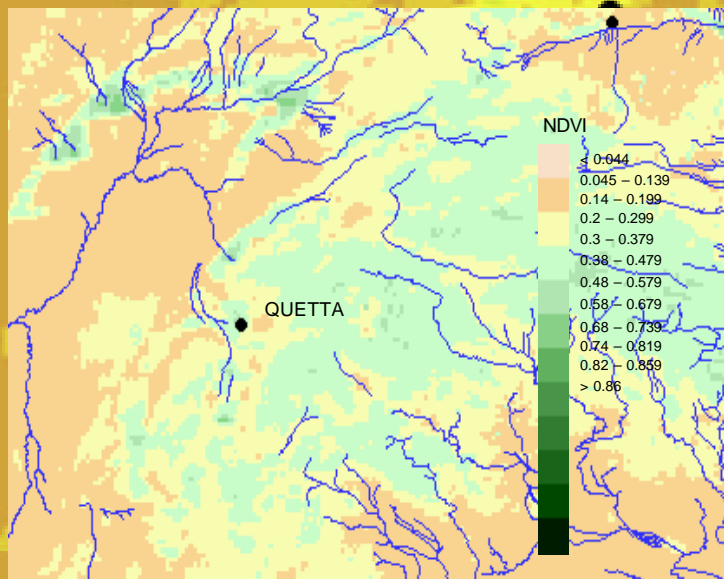 NDVI
< 0.044
0.045 – 0.139
0.14 – 0.199
0.2 – 0.299
0.3 – 0.379
0.38 – 0.479
0.48 – 0.579
0.58 – 0.679
0.68 – 0.739
0.74 – 0.819
0.82 – 0.859
> 0.86
QUETTA